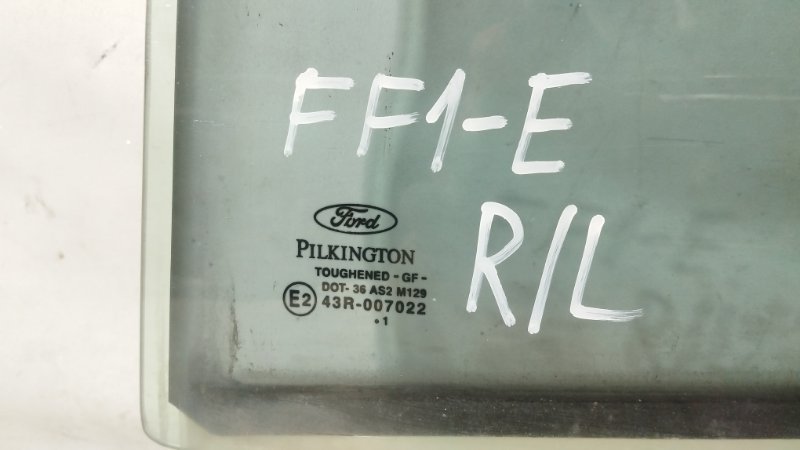 FF1-E
R/L
Ford
PILKINGTON
TOUGHENED -GF-
DOT- 36 AS2 M129
E2 43R-007022
.1